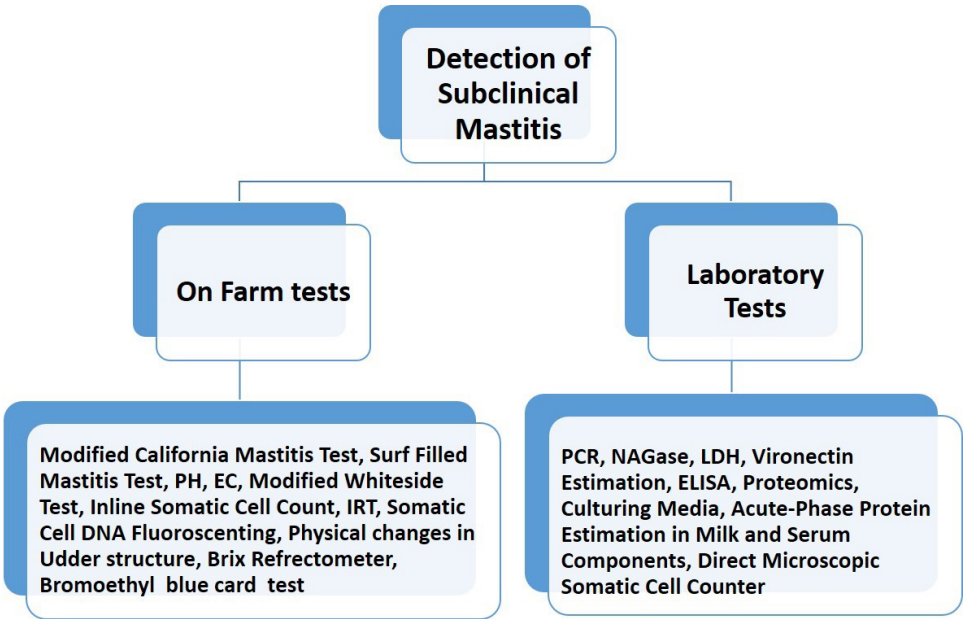 Detection of
Subclinical
Mastitis
On Farm tests
Laboratory
Tests
Modified California Mastitis Test, Surf Filled
Mastitis Test, PH, EC, Modified Whiteside
Test, Inline Somatic Cell Count, IRT, Somatic
Cell DNA Fluoroscenting, Physical changes in
Udder structure, Brix Refrectometer,
Bromoethyl blue card test
PCR, NAGase, LDH, Vironectin
Estimation, ELISA, Proteomics,
Culturing Media, Acute-Phase Protein
Estimation in Milk and Serum
Components, Direct Microscopic
Somatic Cell Counter